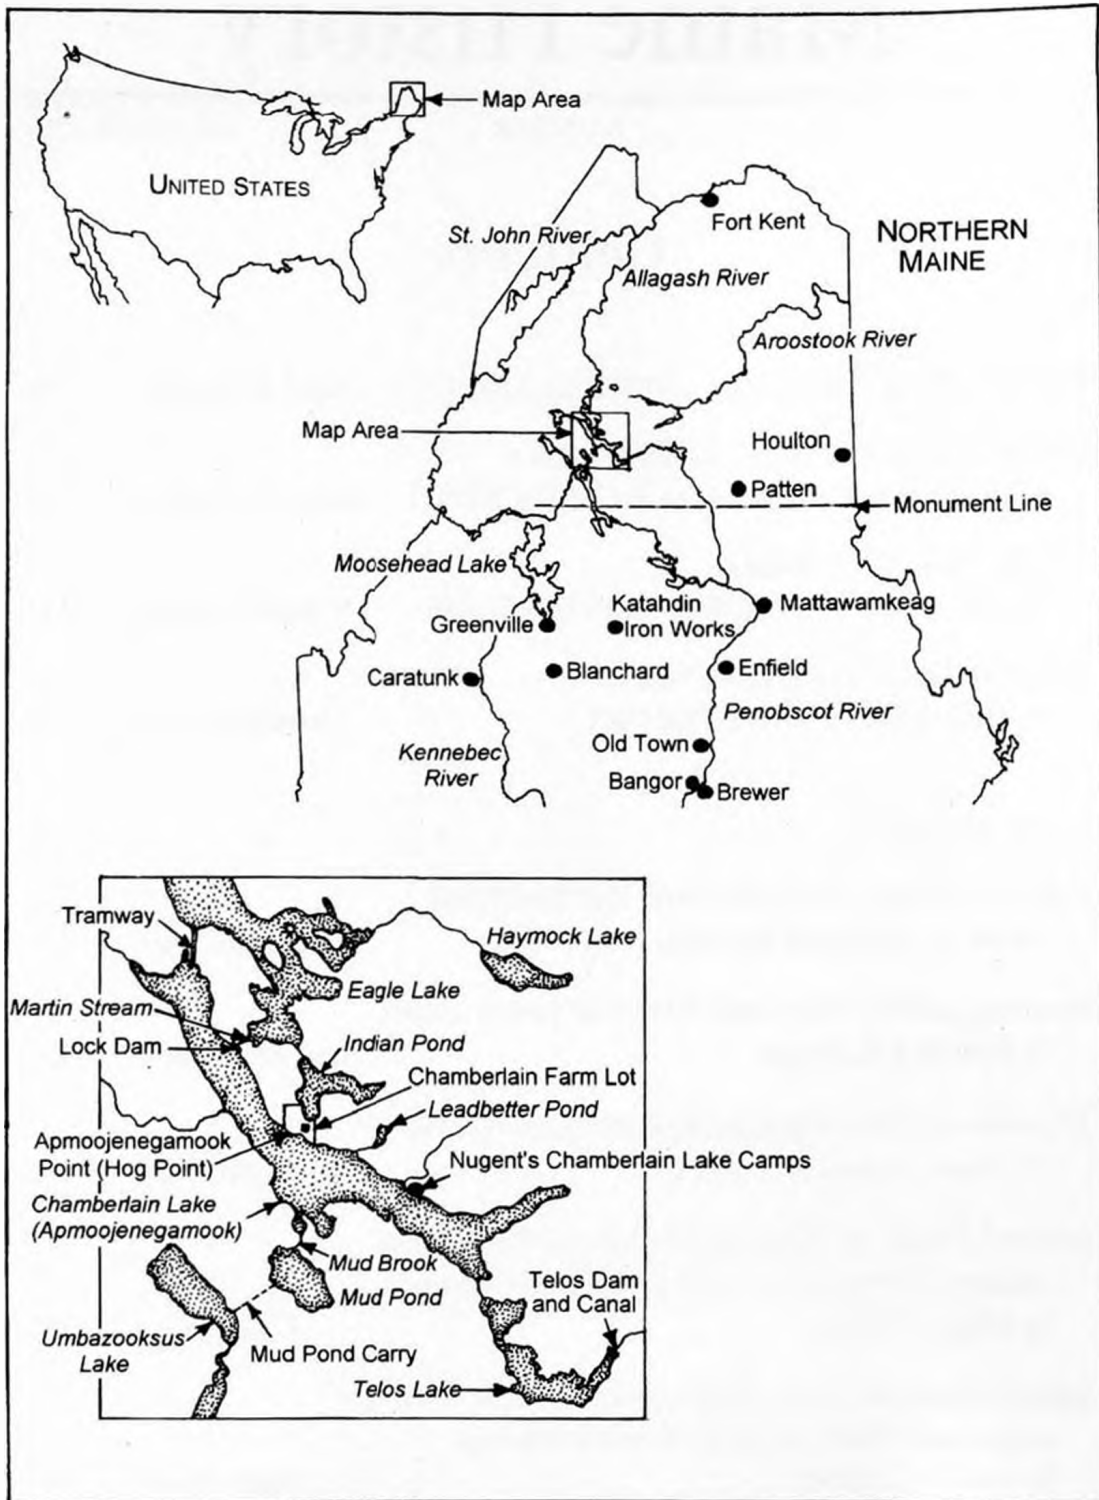 Map Area
UNITED STATES
St. John River
Fort Kent
NORTHERN
MAINE
Allagash River
Aroostook River
Map Area
Houlton
Patten
Monument Line
Moosehead Lake
Katahdin
Iron Works
Mattawamkeag
Greenville
Caratunk
Blanchard
Enfield
Penobscot River
Kennebec
River
Old Town
Bangor
Brewer
Tramway
Haymock Lake
Eagle Lake
Martin Stream
Lock Dam
Indian Pond
Chamberlain Farm Lot
Leadbetter Pond
Apmoojenegamook
Point (Hog Point)
Nugent's Chamberlain Lake Camps
Chamberlain Lake
(Apmoojenegamook)
Mud Brook
Mud Pond
Telos Dam
and Canal
Umbazooksus
Lake
Mud Pond Carry
Telos Lake